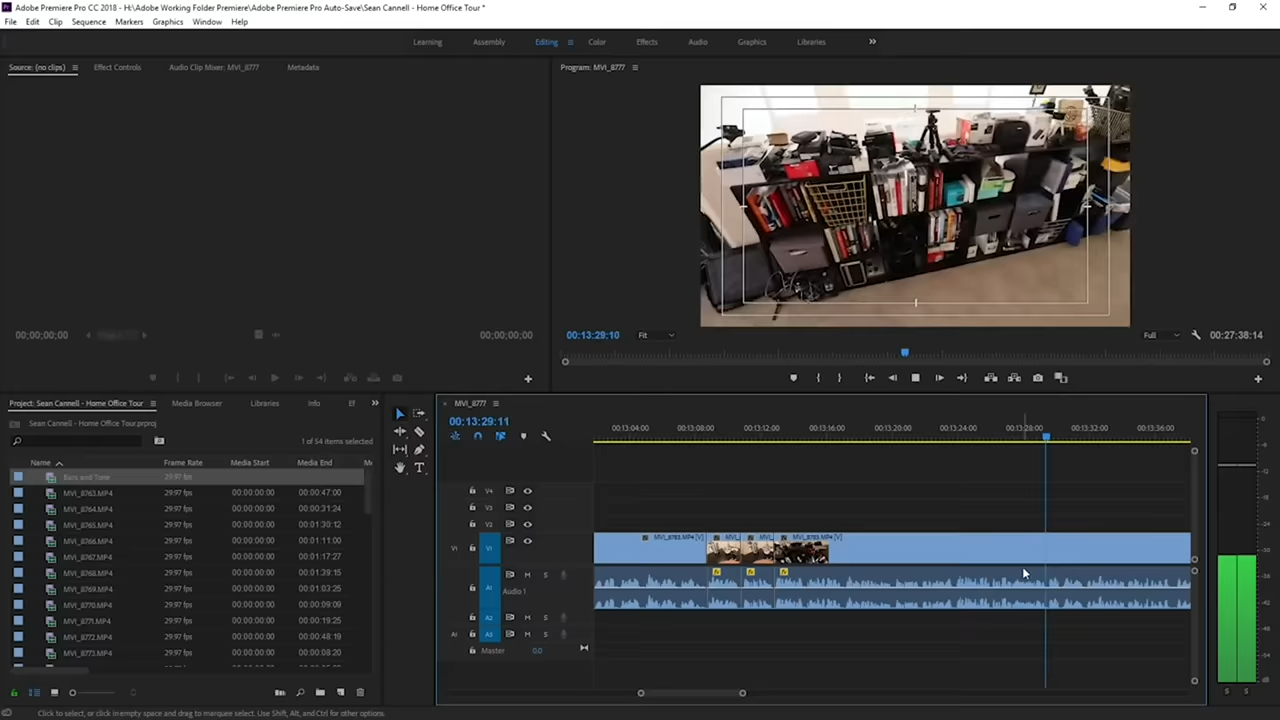 Adobe Premiere Pro CC 2018 - H:\Adobe Working Folder\Adobe Premiere Pro Auto-Save\Sean Cannell - Home Office Tour *
File Edit Clip Sequence Markers Graphics Window Help
Learning Assembly Editing Color Effects Audio Graphics Libraries
Source: (no clips) Effect Controls Audio Clip Mixer: MVI_8777 Metadata
Program: MVI_8777
00;00;00;00 00;00;00;00
00:13:29:10 Fit Full 00:27:38:14
Project: Sean Cannell - Home Office Tour Media Browser Libraries Info Ef
Sean Cannell - Home Office Tour.prproj
1 of 54 items selected
Name Frame Rate Media Start Media End M
Bars and Tone 29.97 fps
MVI_8763.MP4 29.97 fps 00:00:00:00 00:00:47:00
MVI_8764.MP4 29.97 fps 00:00:00:00 00:00:31:24
MVI_8765.MP4 29.97 fps 00:00:00:00 00:01:30:12
MVI_8766.MP4 29.97 fps 00:00:00:00 00:01:11:00
MVI_8767.MP4 29.97 fps 00:00:00:00 00:01:17:27
MVI_8768.MP4 29.97 fps 00:00:00:00 00:01:39:15
MVI_8769.MP4 29.97 fps 00:00:00:00 00:01:03:25
MVI_8770.MP4 29.97 fps 00:00:00:00 00:00:09:09
MVI_8771.MP4 29.97 fps 00:00:00:00 00:00:19:25
MVI_8772.MP4 29.97 fps 00:00:00:00 00:00:48:19
MVI_8773.MP4 29.97 fps 00:00:00:00 00:00:08:20
MVI_8777
00:13:29:11
00:13:04:00 00:13:08:00 00:13:12:00 00:13:16:00 00:13:20:00 00:13:24:00 00:13:28:00 00:13:32:00 00:13:36:00
V4
V3
V2
V1 V1 MVI_8783.MP4 [V] MVI_ MVI_ MVI_8783.MP4 [V]
A1 M S
Audio 1
A2 M S
A1 A3 M S
Master 0.0
S S
Click to select, or click in empty space and drag to marquee select. Use Shift, Alt, and Ctrl for other options.